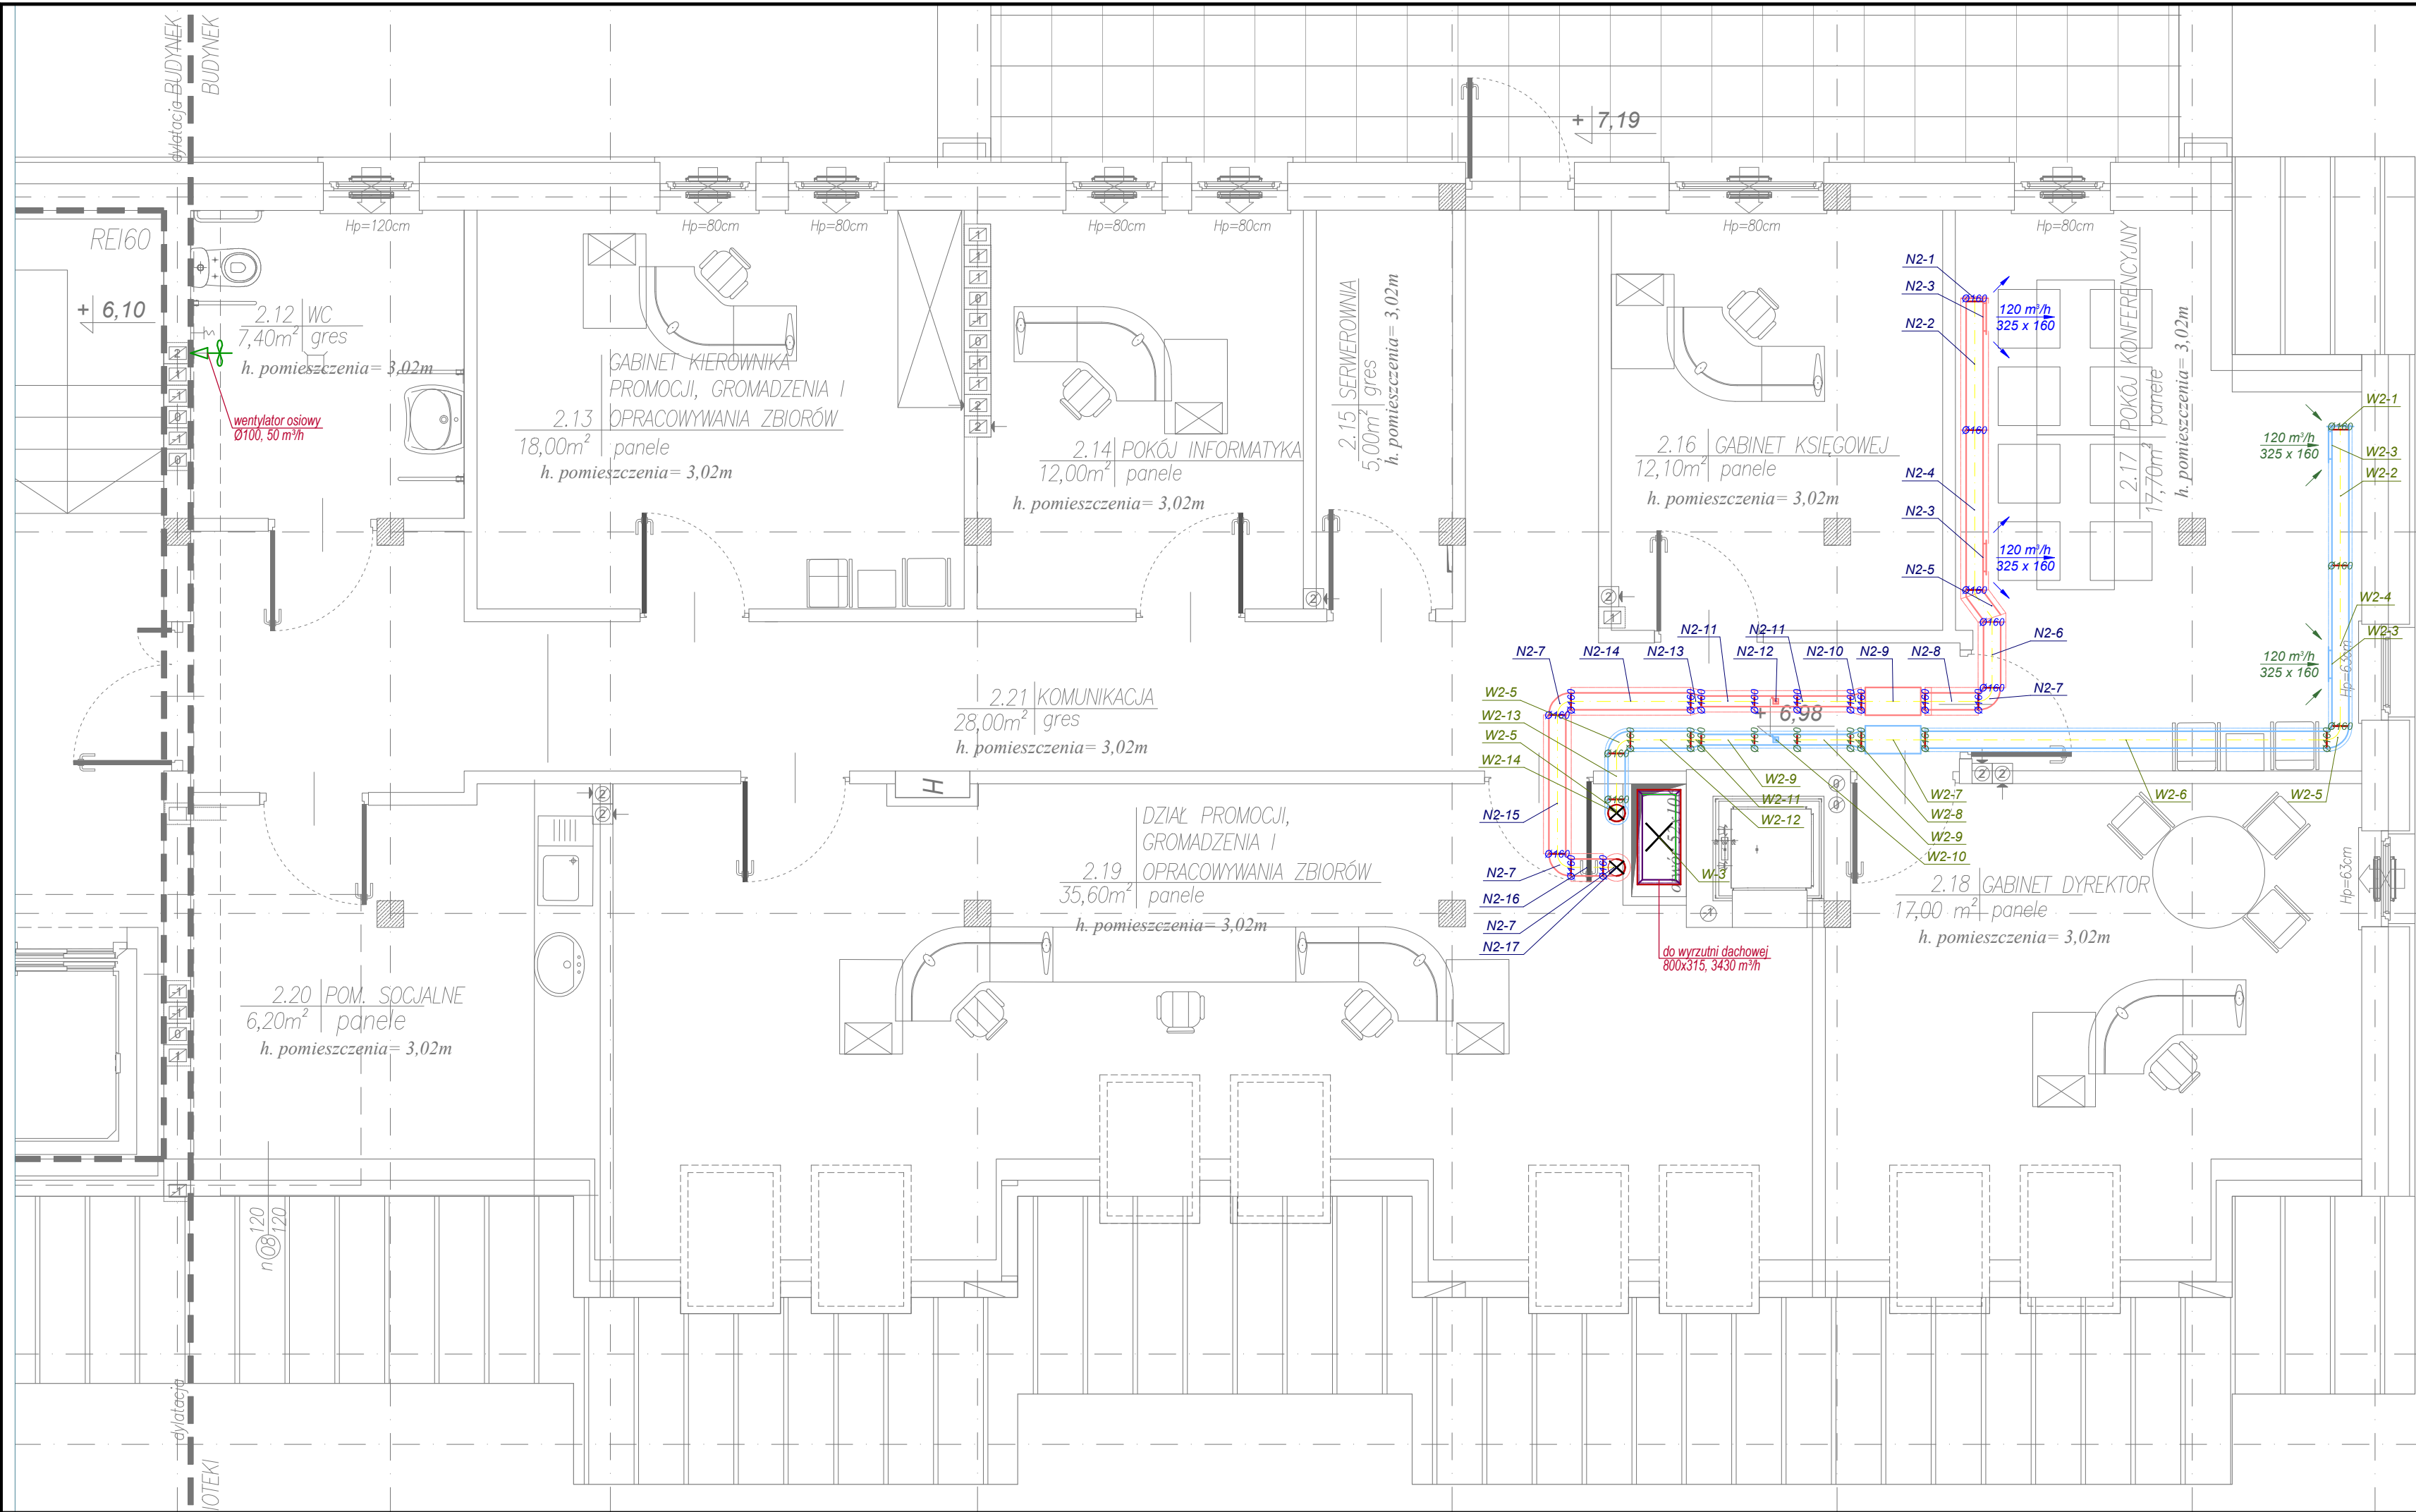 dylatacja BUDYNEK
BUDYNEK
+ 7,19
REI60
+ 6,10
Hp=120cm
Hp=80cm
Hp=80cm
Hp=80cm
Hp=80cm
Hp=80cm
Hp=80cm
2.12 WC
7,40m² gres
h. pomieszczenia= 3,02m
wentylator osiowy
Ø100, 50 m³/h
GABINET KIEROWNIKA
PROMOCJI, GROMADZENIA I
2.13 OPRACOWYWANIA ZBIORÓW
18,00m² panele
h. pomieszczenia= 3,02m
2.14 POKÓJ INFORMATYKA
12,00m² panele
h. pomieszczenia= 3,02m
2.15 SERWEROWNIA
5,00m² gres
h. pomieszczenia= 3,02m
2.16 GABINET KSIĘGOWEJ
12,10m² panele
h. pomieszczenia= 3,02m
2.17 POKÓJ KONFERENCYJNY
17,70m² panele
h. pomieszczenia= 3,02m
N2-1
N2-3
N2-2
N2-4
N2-3
N2-5
N2-6
N2-7
Ø160
Ø160
Ø160
Ø160
Ø160
120 m³/h
325 x 160
120 m³/h
325 x 160
W2-1
W2-3
W2-2
W2-4
W2-3
120 m³/h
325 x 160
120 m³/h
325 x 160
Hp=63cm
N2-7
N2-14
N2-13
N2-11
N2-12
N2-11
N2-10
N2-9
N2-8
W2-5
W2-13
W2-5
W2-14
+ 6,98
2.21 KOMUNIKACJA
28,00m² gres
h. pomieszczenia= 3,02m
H
N2-15
N2-7
N2-16
N2-7
N2-17
W2-9
W2-11
W2-12
W-3
W2-7
W2-8
W2-9
W2-10
W2-6
W2-5
do wyrzutni dachowej
800x315, 3430 m³/h
DZIAŁ PROMOCJI,
GROMADZENIA I
2.19 OPRACOWYWANIA ZBIORÓW
35,60m² panele
h. pomieszczenia= 3,02m
2.18 GABINET DYREKTOR
17,00 m² panele
h. pomieszczenia= 3,02m
Hp=63cm
2.20 POM. SOCJALNE
6,20m² panele
h. pomieszczenia= 3,02m
n 08 120
120
dylatacja
IOTEKI